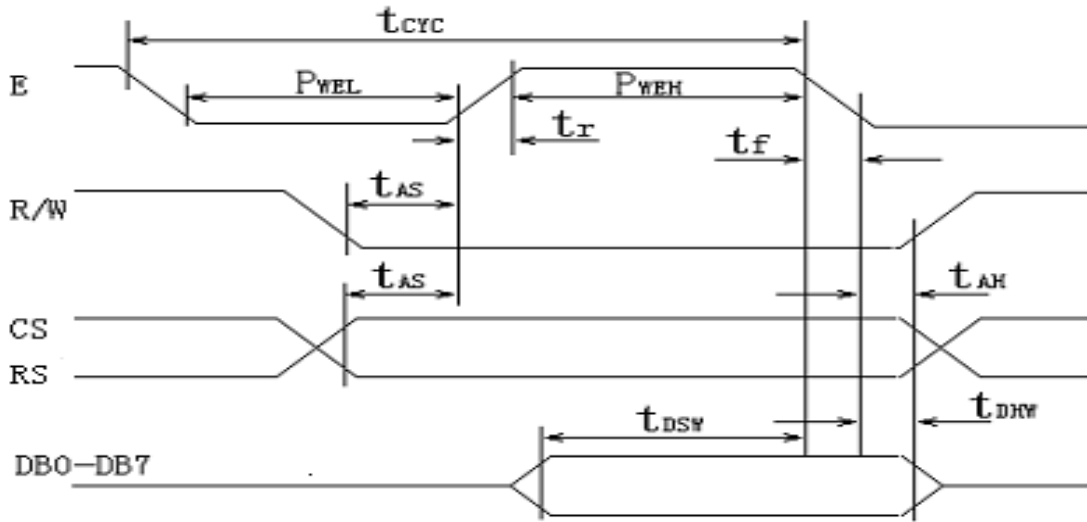 tCYC
E
PWEL
PWEH
tr
tf
R/W
tAS
tAS
tAH
CS
RS
tDSW
tDHW
DB0-DB7